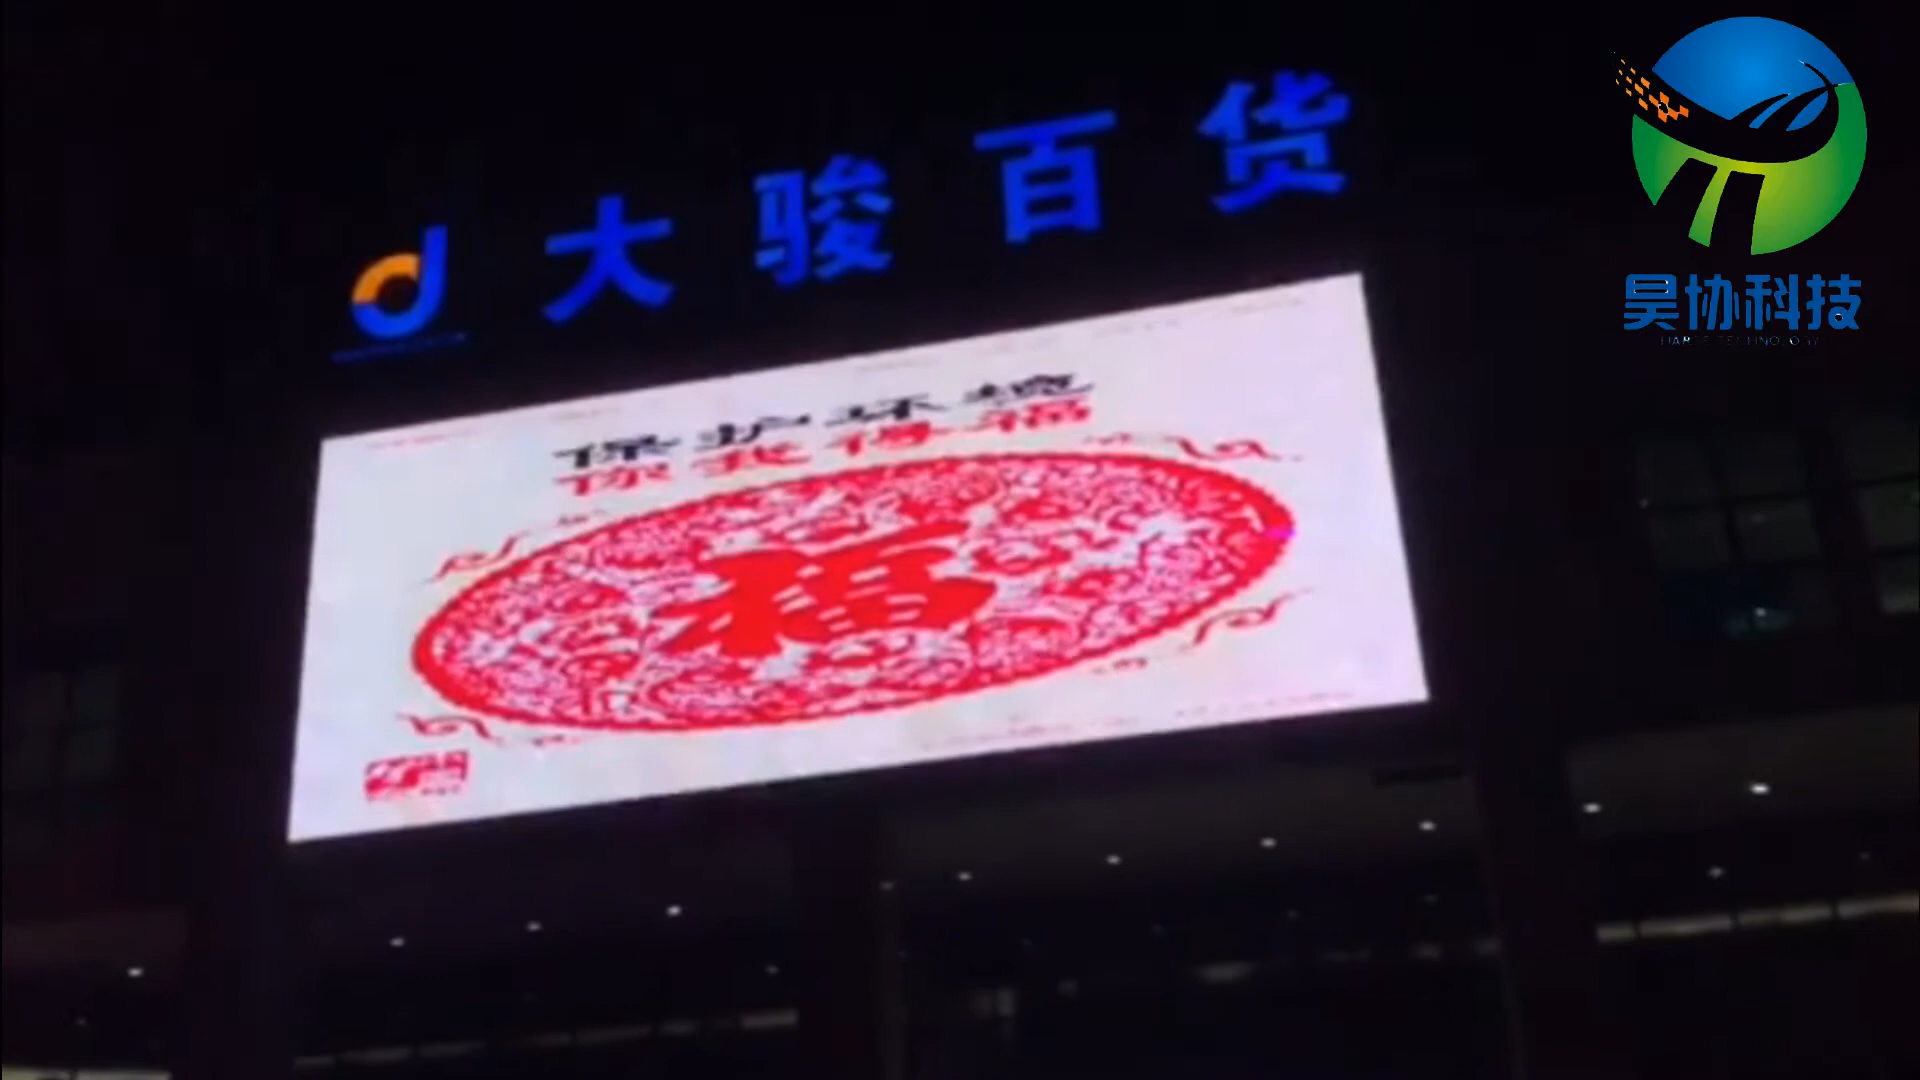 大骏百货
昊协科技
保护环境
你我得福
福